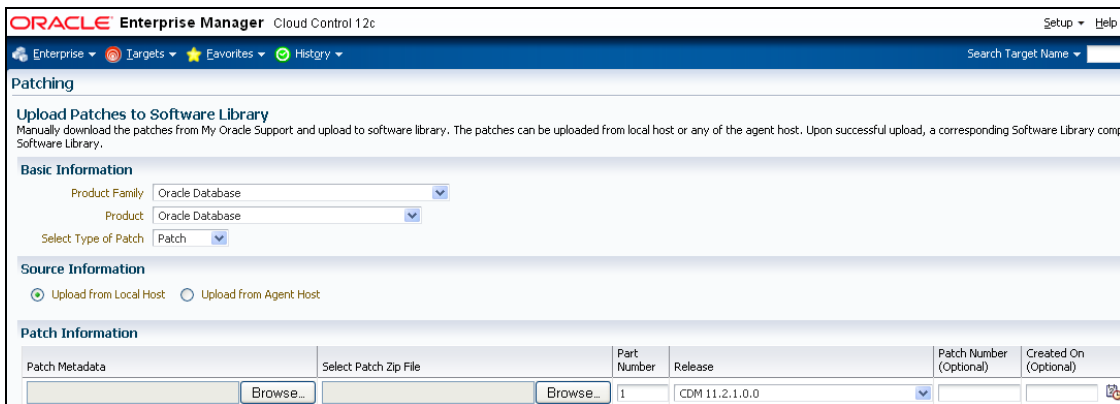 ORACLE Enterprise Manager Cloud Control 12c Setup Help
Enterprise Targets Favorites History Search Target Name
Patching
Upload Patches to Software Library
Manually download the patches from My Oracle Support and upload to software library. The patches can be uploaded from local host or any of the agent host. Upon successful upload, a corresponding Software Library comp
Software Library.
Basic Information
Product Family Oracle Database
Product Oracle Database
Select Type of Patch Patch
Source Information
Upload from Local Host Upload from Agent Host
Patch Information
Patch Metadata Select Patch Zip File Part Number Release Patch Number (Optional) Created On (Optional)
Browse... Browse... 1 CDM 11.2.1.0.0